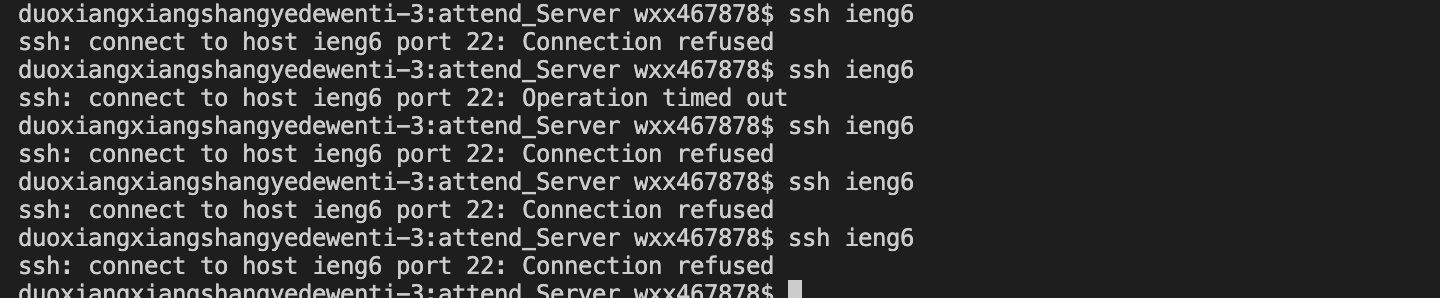 duoxiangxiangshangyedewenti-3:attend_Server wxx467878$ ssh ieng6
ssh: connect to host ieng6 port 22: Connection refused
duoxiangxiangshangyedewenti-3:attend_Server wxx467878$ ssh ieng6
ssh: connect to host ieng6 port 22: Operation timed out
duoxiangxiangshangyedewenti-3:attend_Server wxx467878$ ssh ieng6
ssh: connect to host ieng6 port 22: Connection refused
duoxiangxiangshangyedewenti-3:attend_Server wxx467878$ ssh ieng6
ssh: connect to host ieng6 port 22: Connection refused
duoxiangxiangshangyedewenti-3:attend_Server wxx467878$ ssh ieng6
ssh: connect to host ieng6 port 22: Connection refused
duoxiangxiangshangyedewenti-3:attend_Server wxx467878$